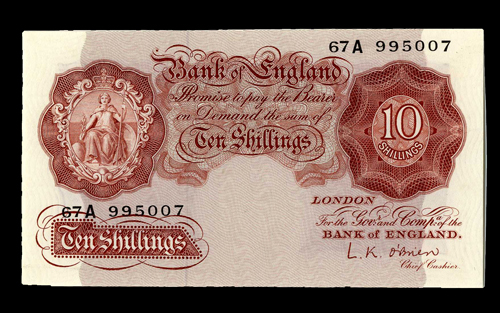 67A 995007
Bank of England
Promise to pay the Bearer
on Demand the sum of
Ten Shillings
10
SHILLINGS
LONDON
For the Govr. and Compa. of the
BANK OF ENGLAND.
L. K. O'Brien
Chief Cashier
67A 995007
Ten Shillings